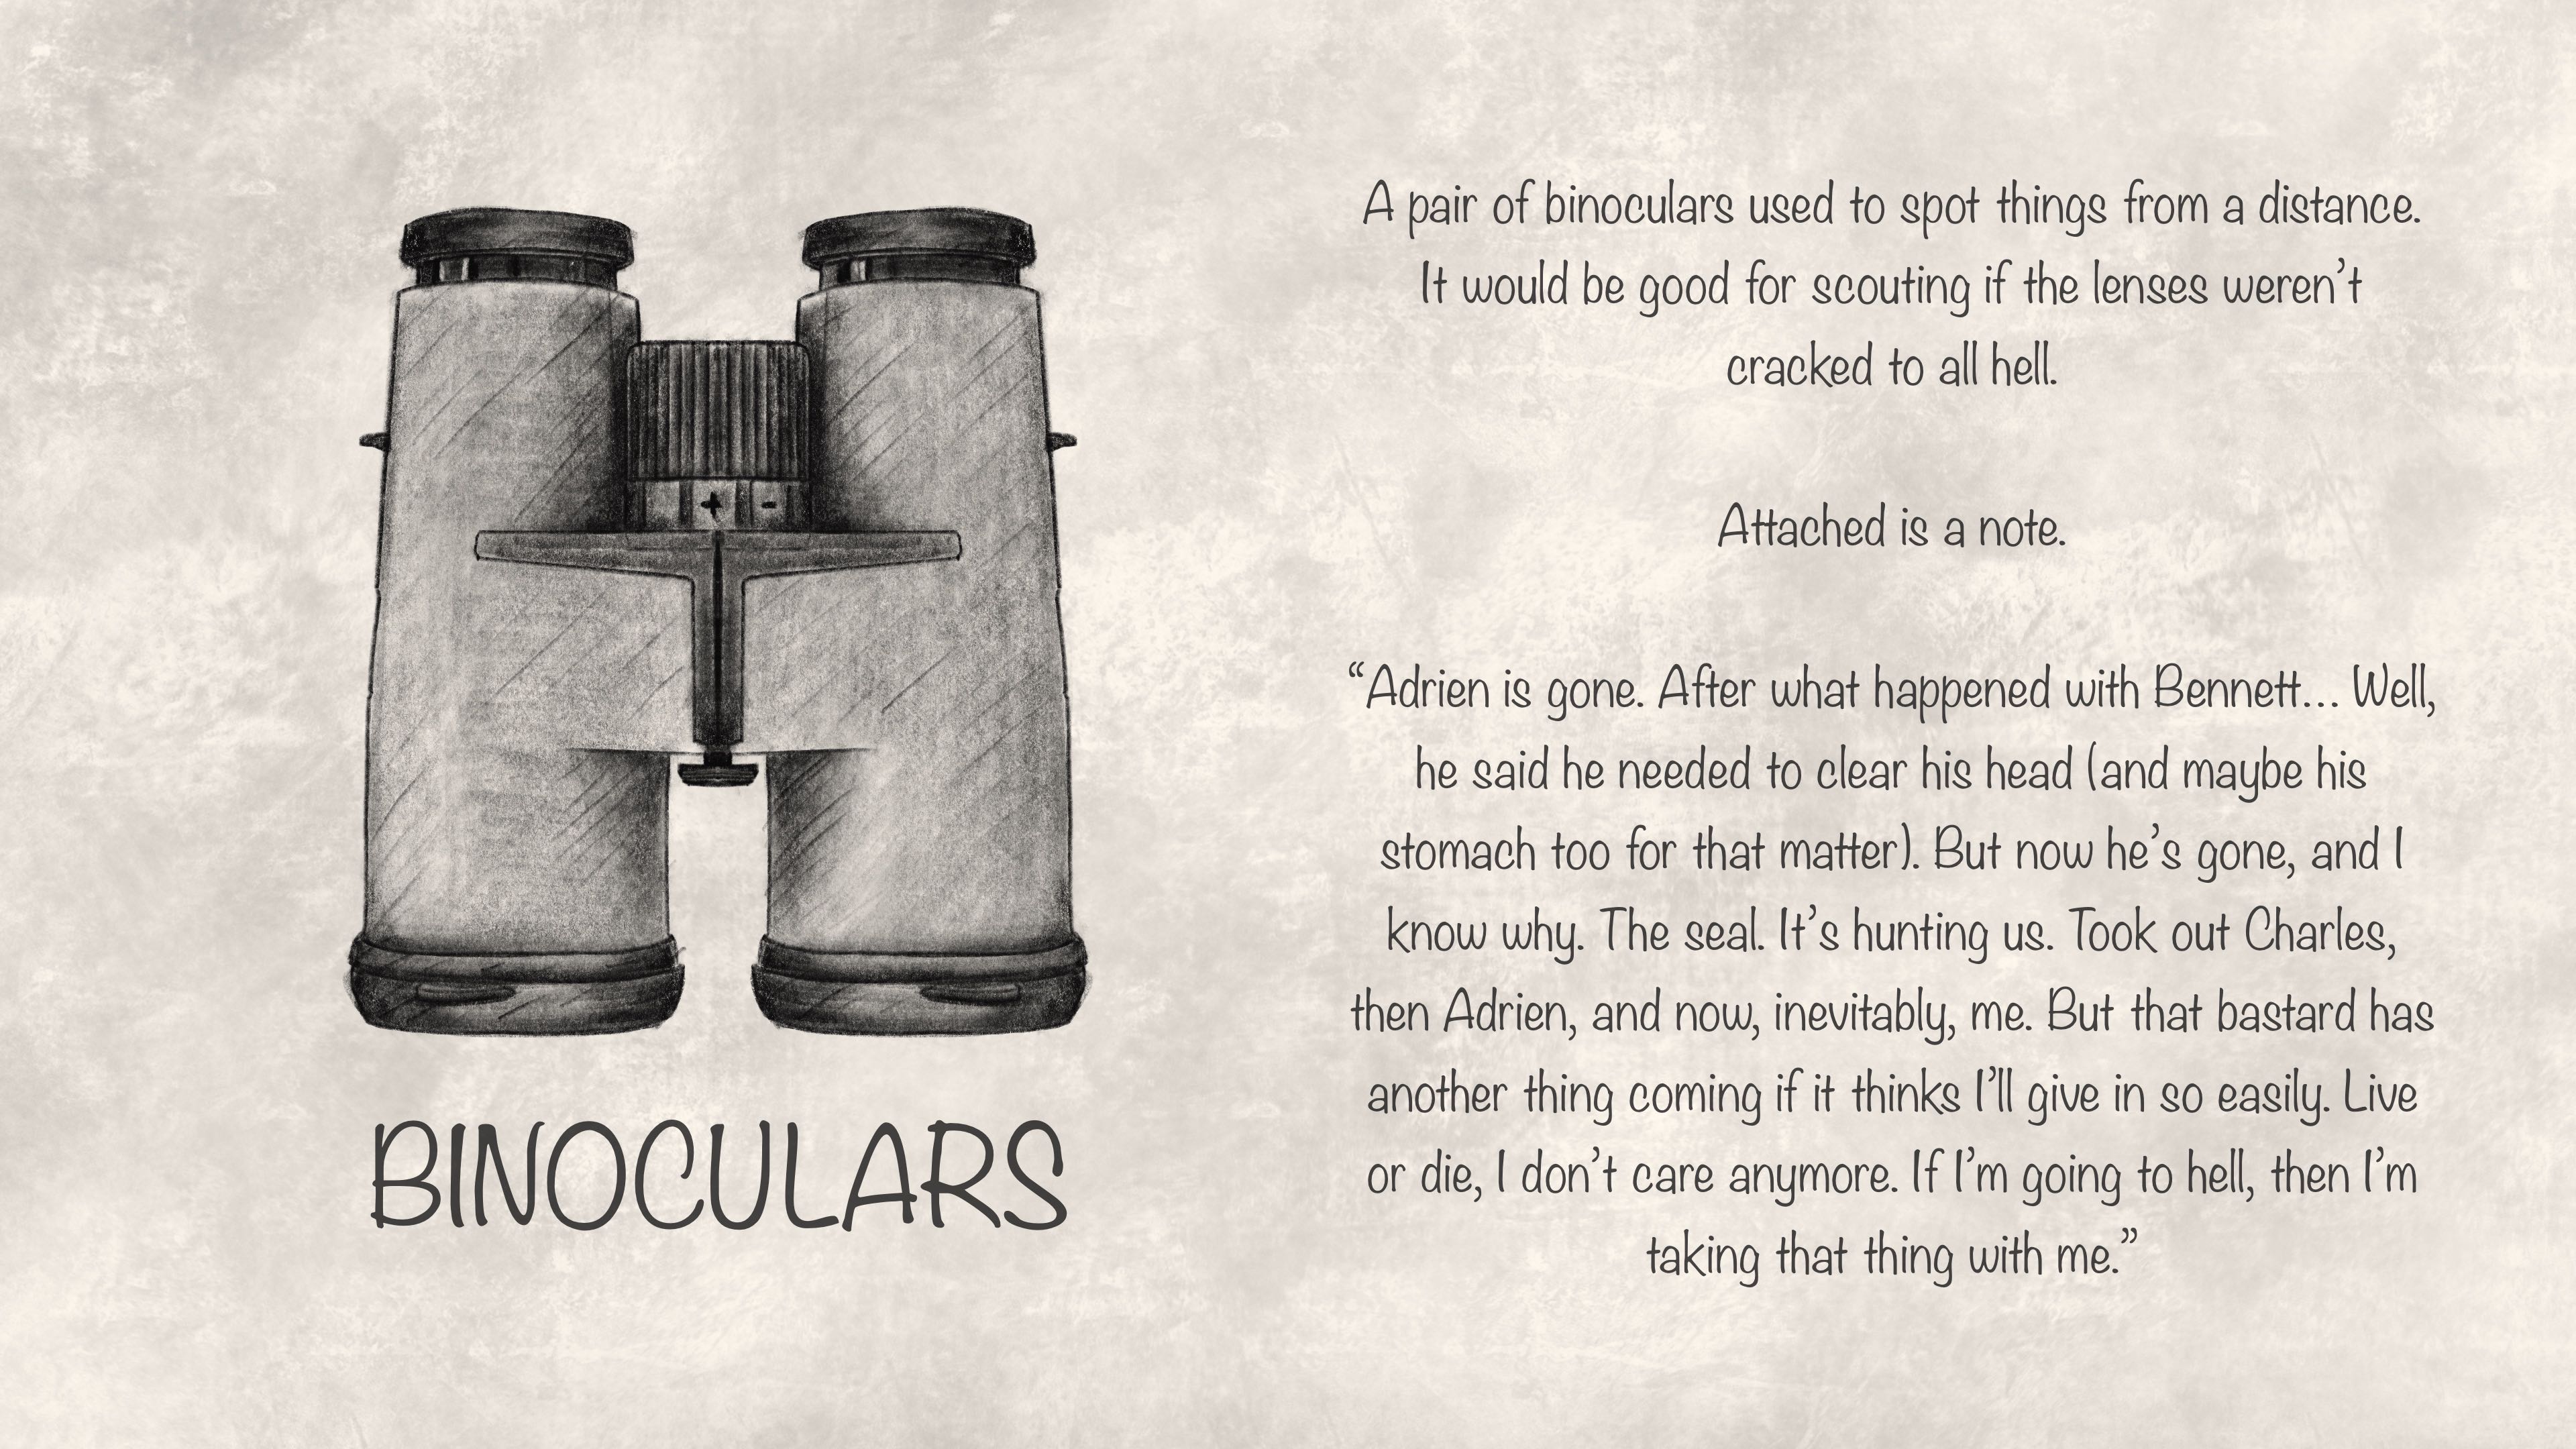 + -
BINOCULARS
A pair of binoculars used to spot things from a distance.
It would be good for scouting if the lenses weren’t
cracked to all hell.
Attached is a note.
“Adrien is gone. After what happened with Bennett... Well,
he said he needed to clear his head (and maybe his
stomach too for that matter). But now he’s gone, and I
know why. The seal. It’s hunting us. Took out Charles,
then Adrien, and now, inevitably, me. But that bastard has
another thing coming if it thinks I’ll give in so easily. Live
or die, I don’t care anymore. If I’m going to hell, then I’m
taking that thing with me.”